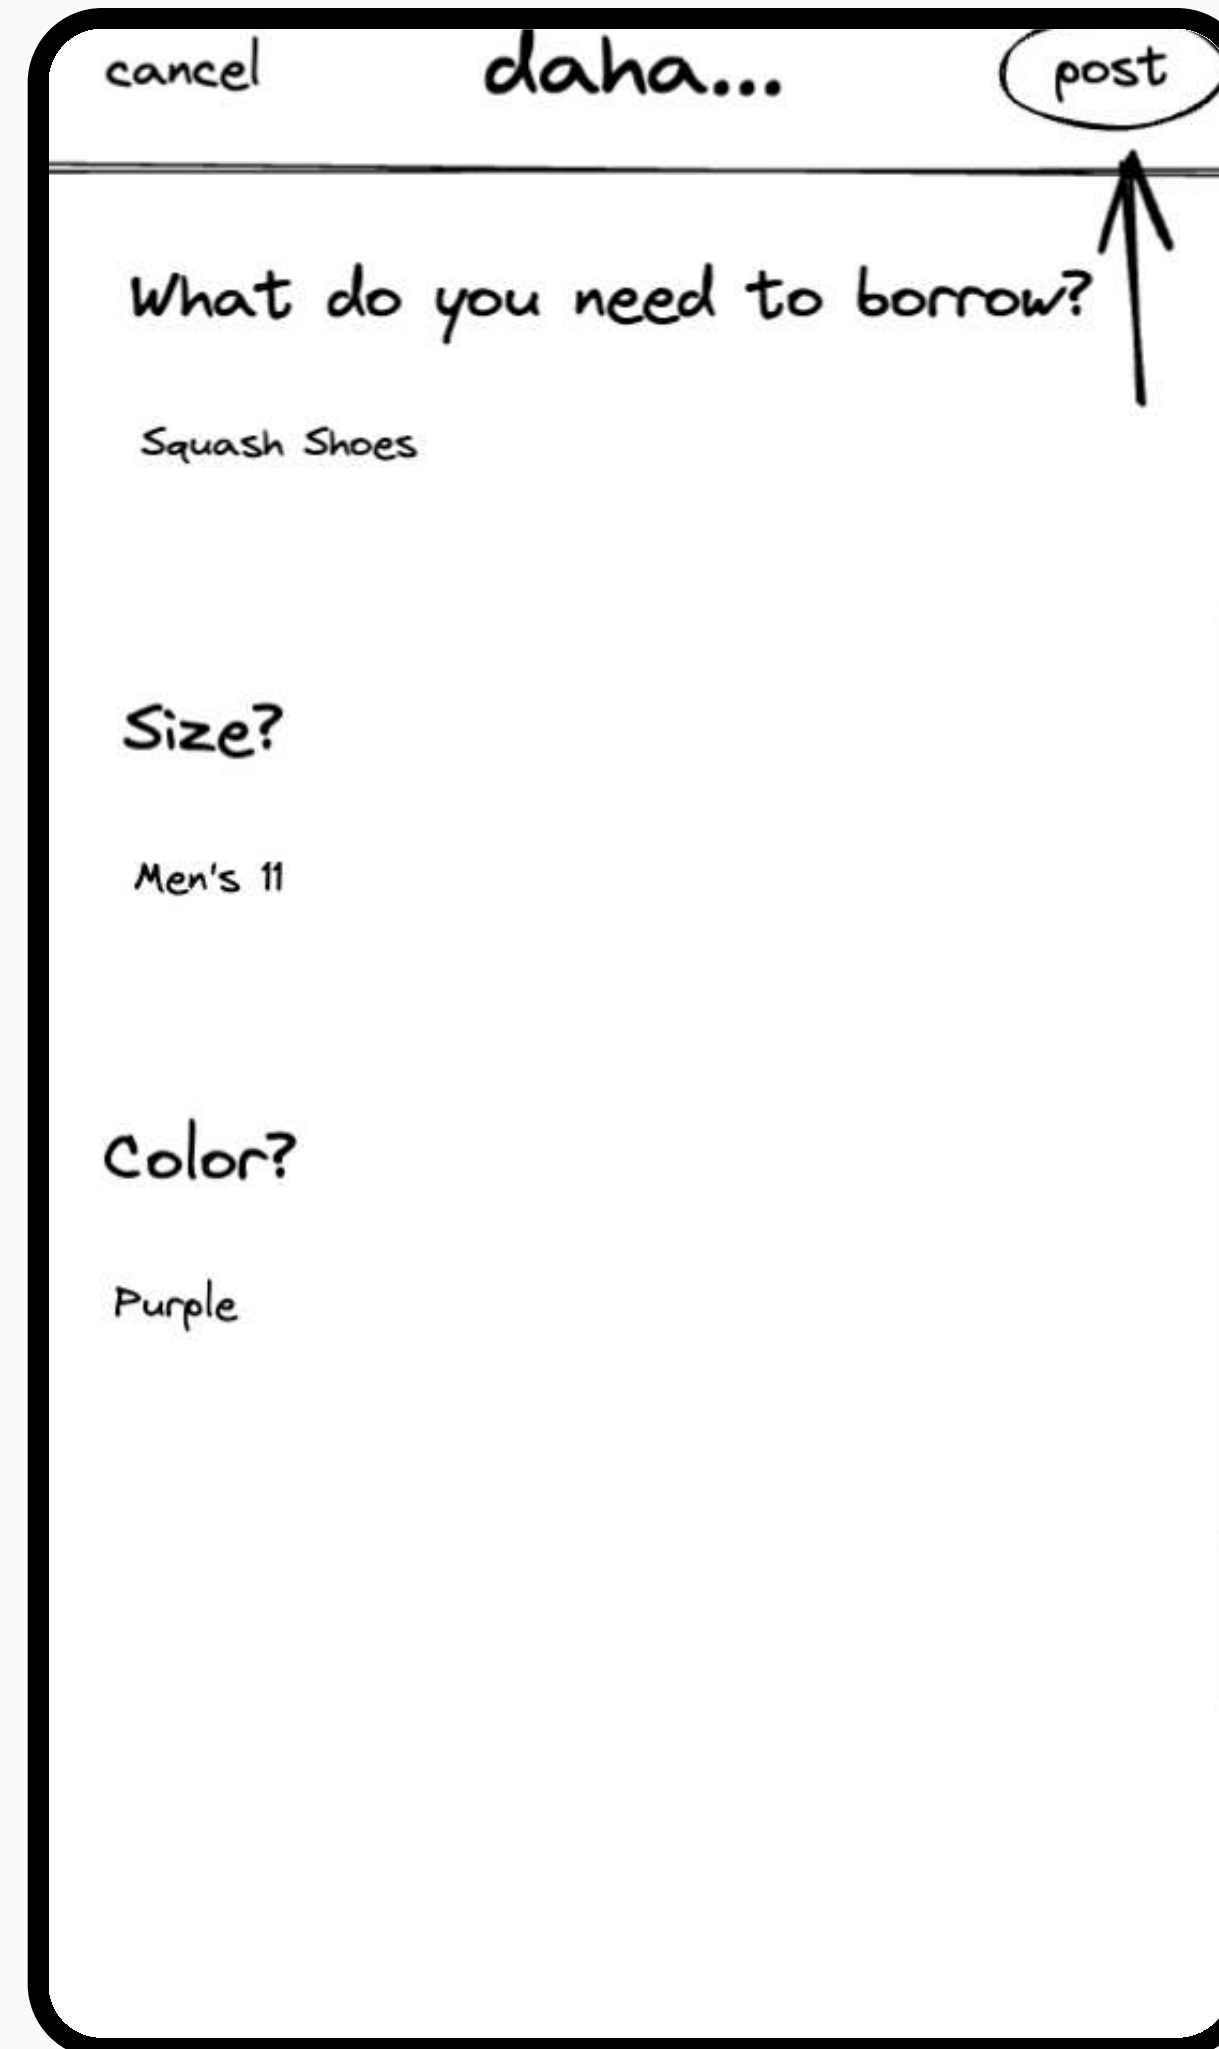 cancel daha... post
What do you need to borrow?
Squash Shoes
Size?
Men's 11
Color?
Purple